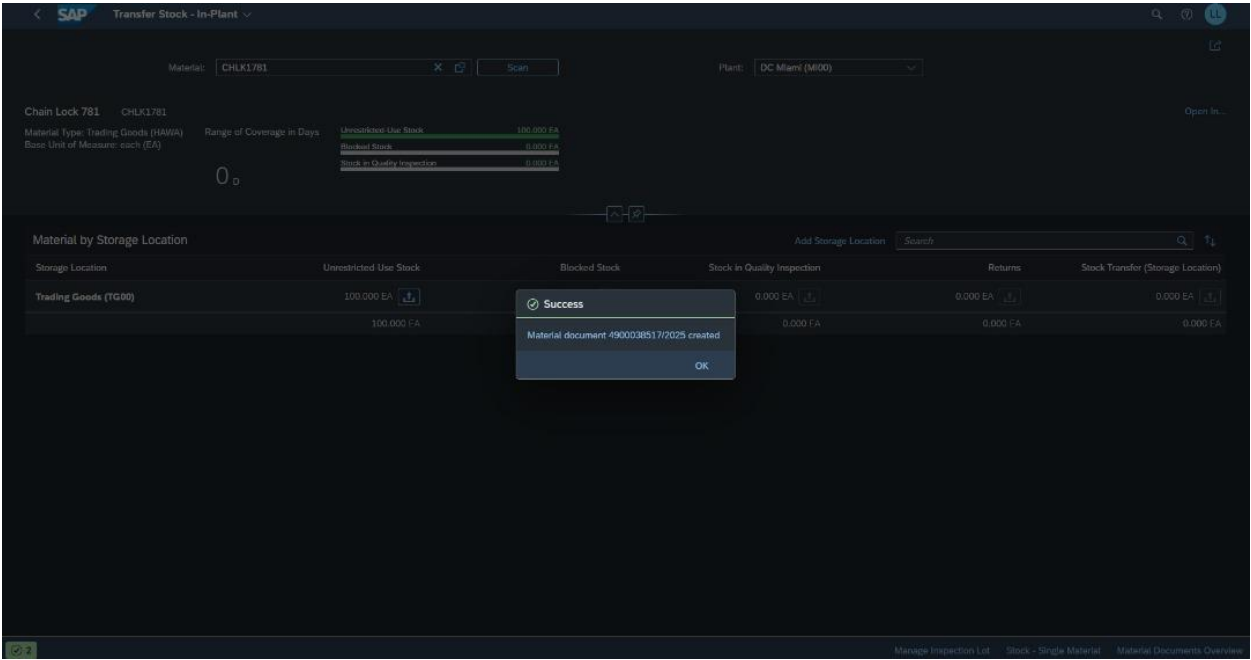 SAP Transfer Stock - In-Plant LL
Material: CHLK1781 Scan Plant: DC Miami (MI00)
Chain Lock 781 CHLK1781 Open In...
Material Type: Trading Goods (HAWA) Range of Coverage in Days Unrestricted-Use Stock 100.000 EA
Base Unit of Measure: each (EA) Blocked Stock 0.000 EA
Stock in Quality Inspection 0.000 EA
0 D
Material by Storage Location Add Storage Location Search
Storage Location Unrestricted Use Stock Blocked Stock Stock in Quality Inspection Returns Stock Transfer (Storage Location)
Trading Goods (TG00) 100.000 EA 0.000 EA 0.000 EA 0.000 EA
100.000 EA 0.000 EA 0.000 EA 0.000 EA
Success
Material document 4900038517/2025 created
OK
2 Manage Inspection Lot Stock - Single Material Material Documents Overview